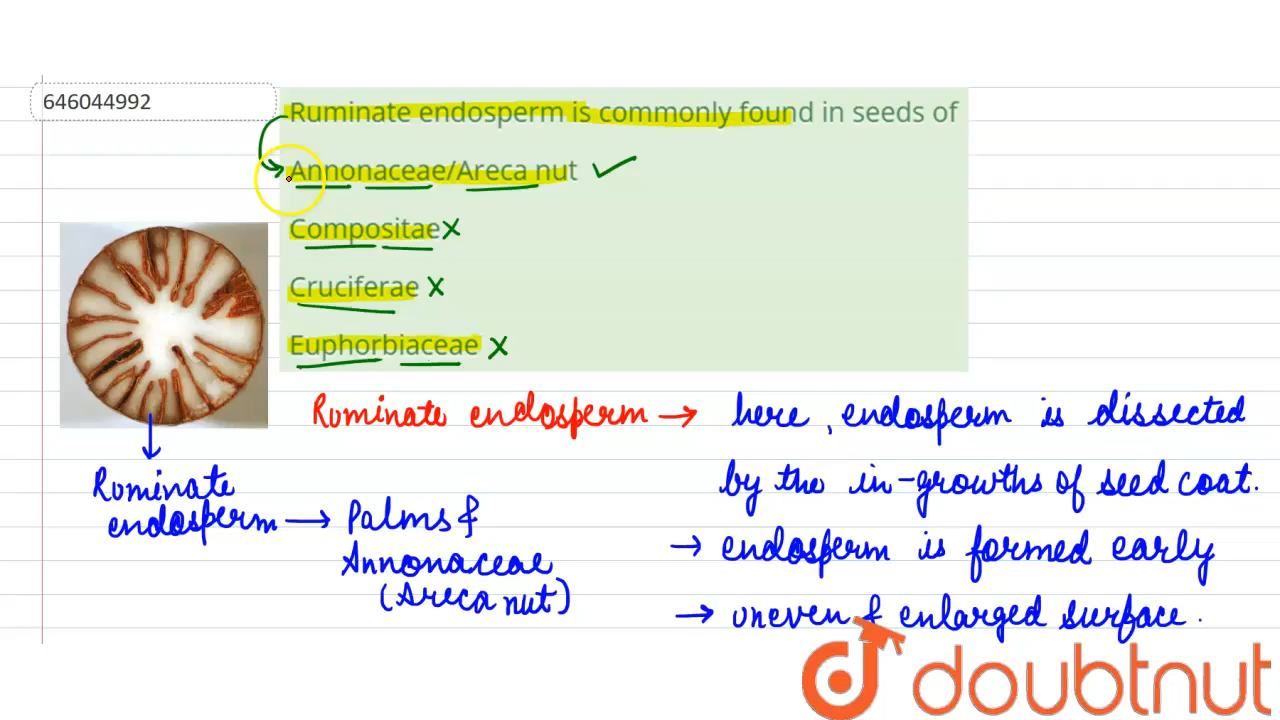 646044992
Ruminate endosperm is commonly found in seeds of
Annonaceae/Areca nut ✓
Compositae X
Cruciferae X
Euphorbiaceae X
Ruminate endosperm → here, endosperm is dissected
by the in-growths of seed coat.
→ endosperm is formed early
→ uneven & enlarged surface.
Ruminate
endosperm → Palms &
Annonaceae
(Areca nut)
doubtnut